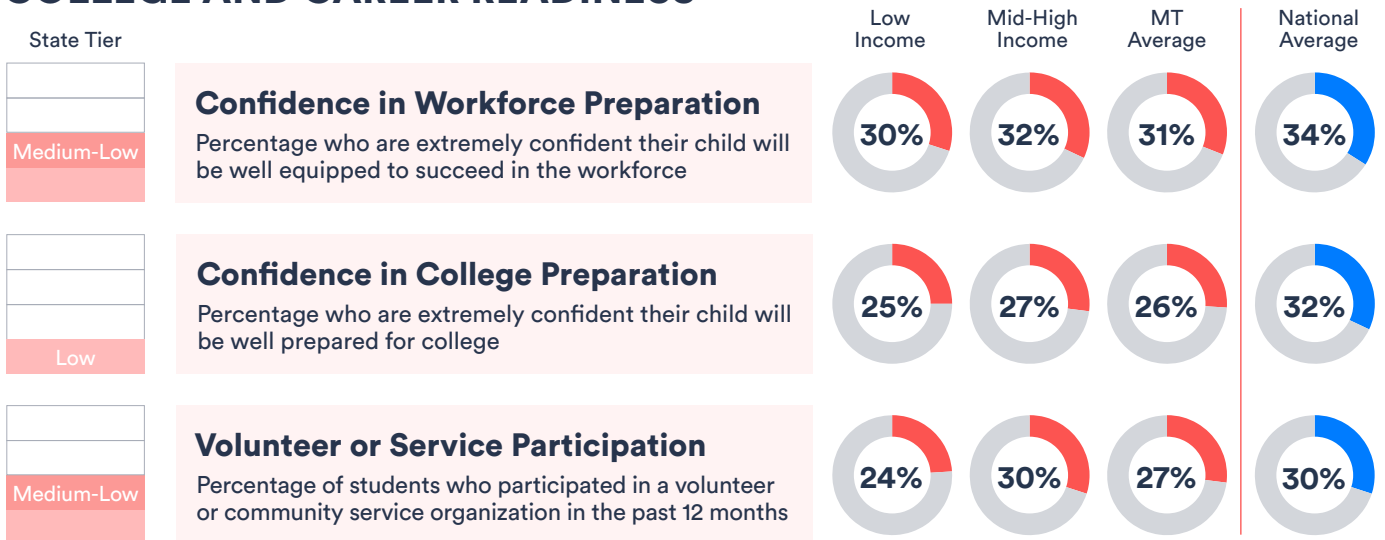 COLLEGE AND CAREER READINESS
State Tier
Low
Income
Mid-High
Income
MT
Average
National
Average
Medium-Low
Confidence in Workforce Preparation
Percentage who are extremely confident their child will
be well equipped to succeed in the workforce
30%
32%
31%
34%
Low
Confidence in College Preparation
Percentage who are extremely confident their child will
be well prepared for college
25%
27%
26%
32%
Medium-Low
Volunteer or Service Participation
Percentage of students who participated in a volunteer
or community service organization in the past 12 months
24%
30%
27%
30%